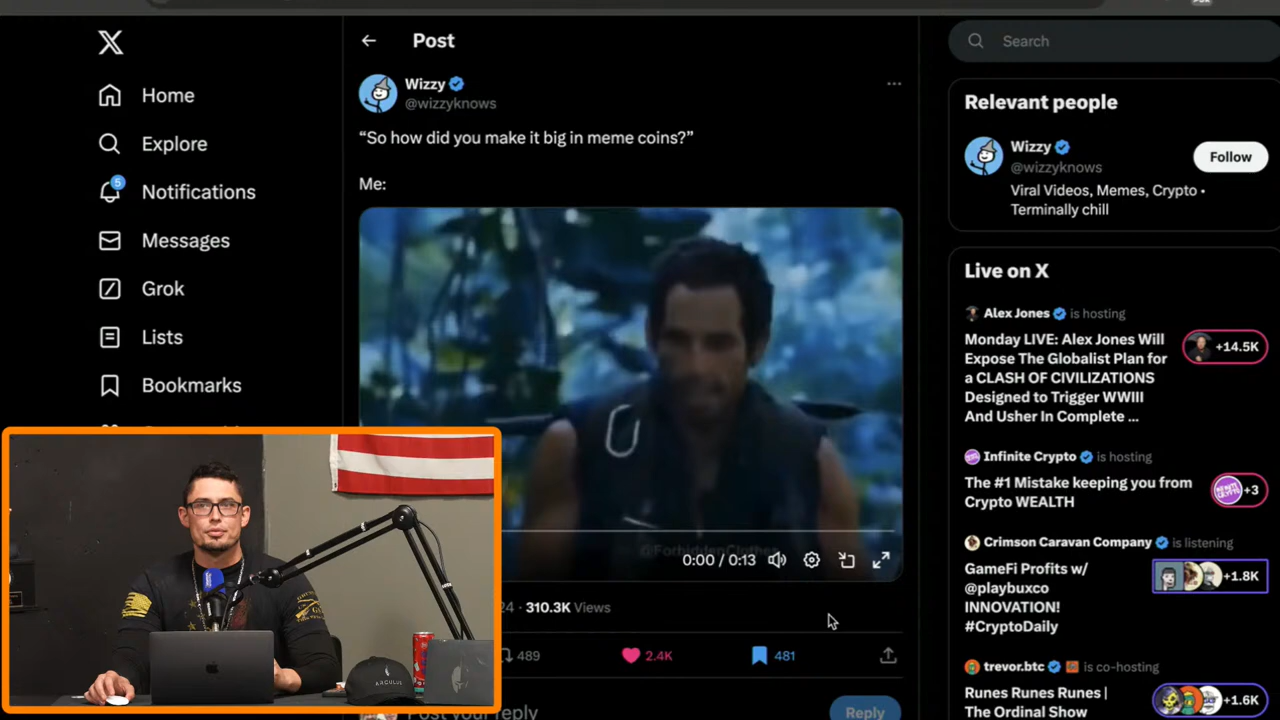 Post
Search
Home
Explore
5
Notifications
Messages
Grok
Lists
Bookmarks
Wizzy
@wizzyknows
“So how did you make it big in meme coins?”
Me:
0:00 / 0:13
24 · 310.3K Views
489
2.4K
481
Post your reply
Reply
ARCULUS
Relevant people
Wizzy
@wizzyknows
Follow
Viral Videos, Memes, Crypto •
Terminally chill
Live on X
Alex Jones is hosting
Monday LIVE: Alex Jones Will
Expose The Globalist Plan for
a CLASH OF CIVILIZATIONS
Designed to Trigger WWIII
And Usher In Complete ...
+14.5K
Infinite Crypto is hosting
The #1 Mistake keeping you from
Crypto WEALTH
+3
Crimson Caravan Company is listening
GameFi Profits w/
@playbuxco
INNOVATION!
#CryptoDaily
+1.8K
trevor.btc is co-hosting
Runes Runes Runes |
The Ordinal Show
+1.6K